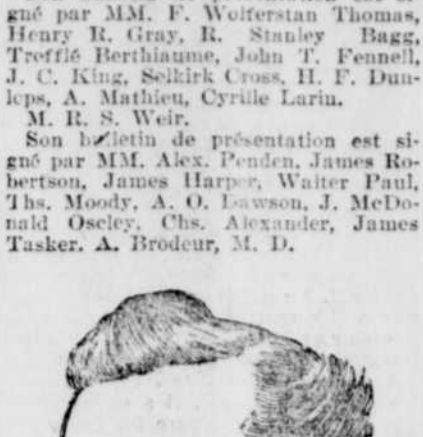 gné par MM. F. Wolferstan Thomas,
Henry R. Gray, R. Stanley Bagg,
Trefflé Berthiaume, John T. Fennell,
J. C. King, Selkirk Cross, H. F. Dun-
lops, A. Mathieu, Cyrille Larin.
M. R. S. Weir.
Son bulletin de présentation est si-
gné par MM. Alex. Penden, James Ro-
bertson, James Harper, Walter Paul,
Ths. Moody, A. O. Dawson, J. McDo-
nald Oscley, Chs. Alexander, James
Tasker. A. Brodeur, M. D.